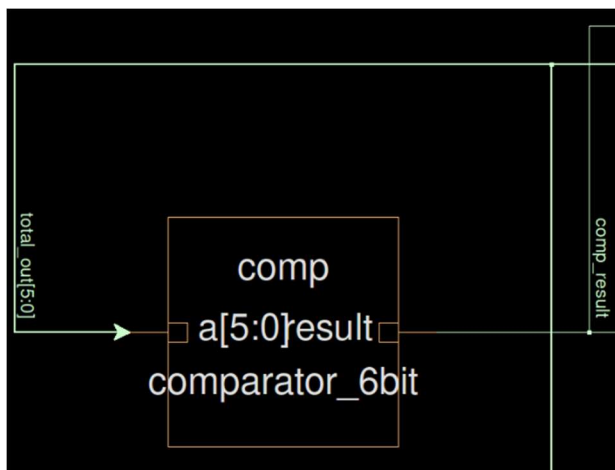 total_out[5:0]
comp
a[5:0]result
comparator_6bit
comp_result